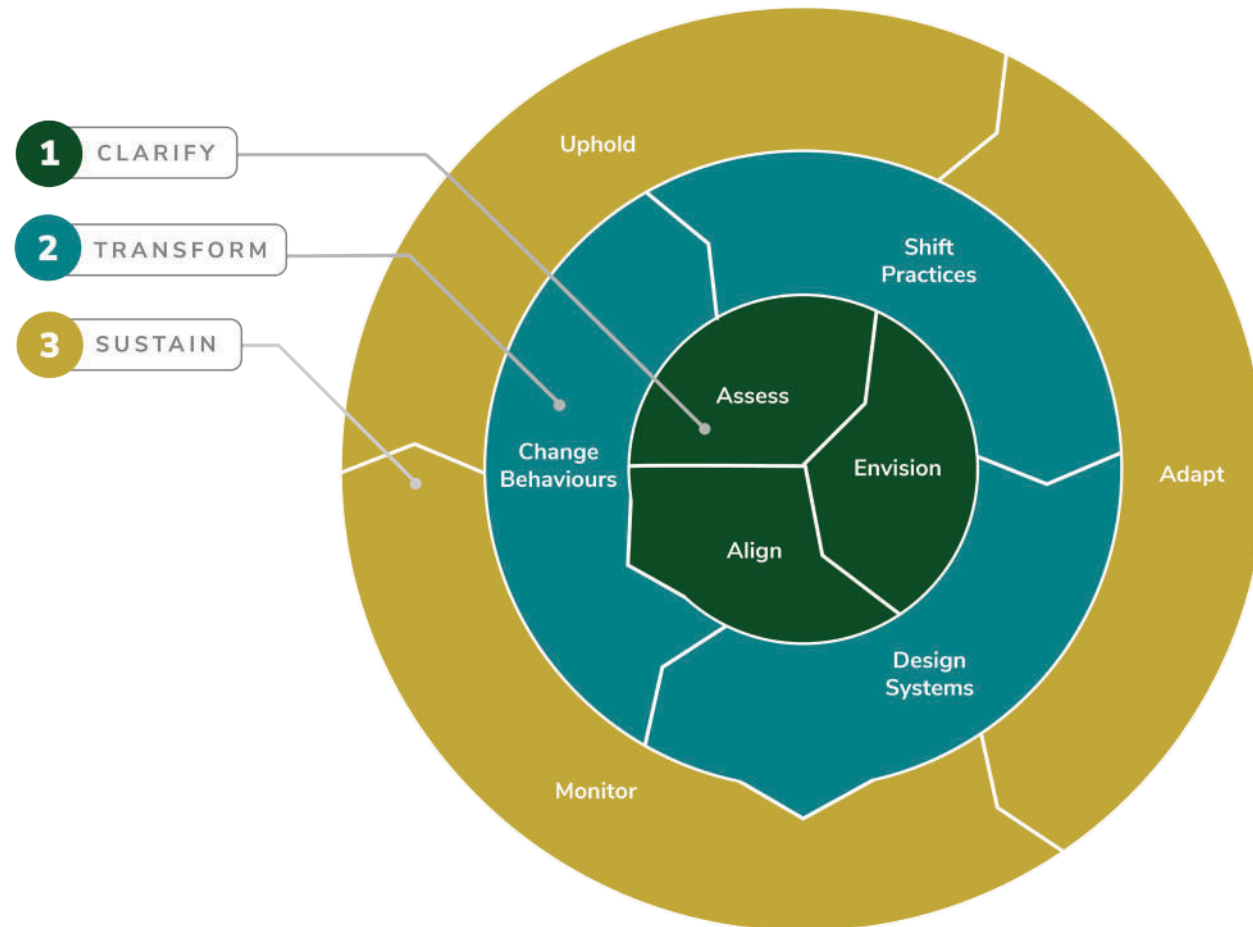 1 CLARIFY
2 TRANSFORM
3 SUSTAIN
Uphold
Shift
Practices
Assess
Change
Behaviours
Envision
Adapt
Align
Design
Systems
Monitor